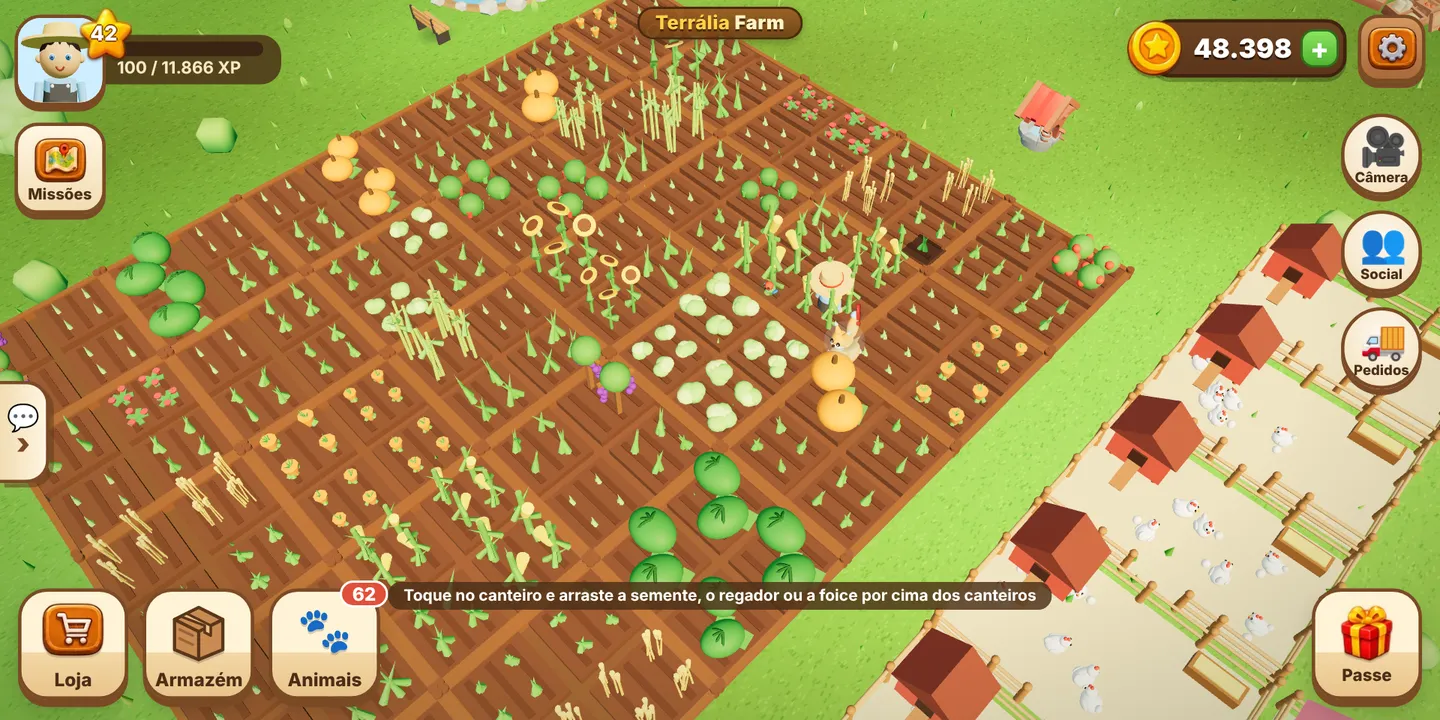 Terrália Farm
42
100 / 11.866 XP
48.398
+
Missões
Câmera
Social
Pedidos
62
Toque no canteiro e arraste a semente, o regador ou a foice por cima dos canteiros
Loja
Armazém
Animais
Passe